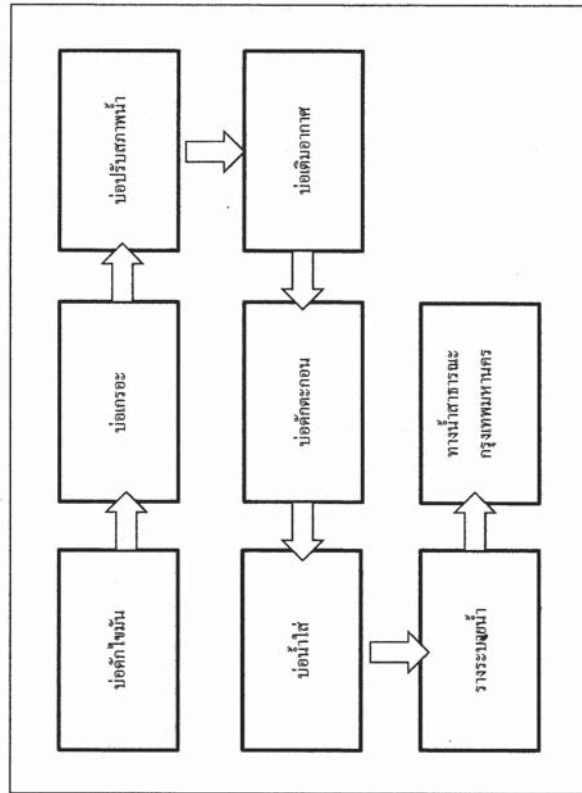 บ่อดักไขมัน
บ่อเกรอะ
บ่อปรับสภาพน้ำ
บ่อเติมอากาศ
บ่อดักตะกอน
บ่อน้ำใส
รางระบายน้ำ
ทางน้ำสาธารณะ
กรุงเทพมหานคร